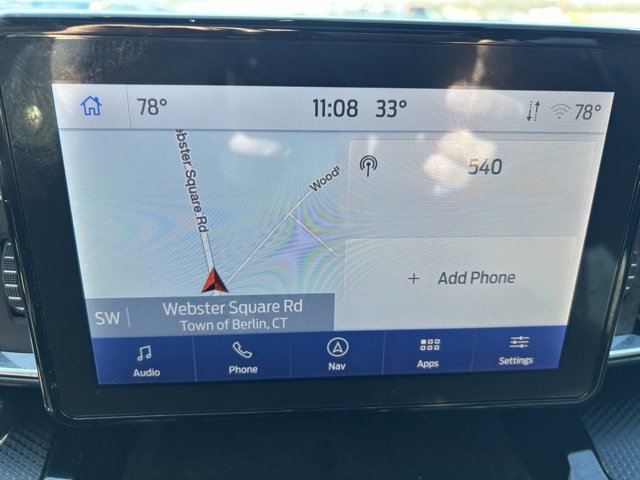 78° 11:08 33° 78°
ebster Square Rd
Wood
540
+ Add Phone
SW
Webster Square Rd
Town of Berlin, CT
Audio Phone Nav Apps Settings